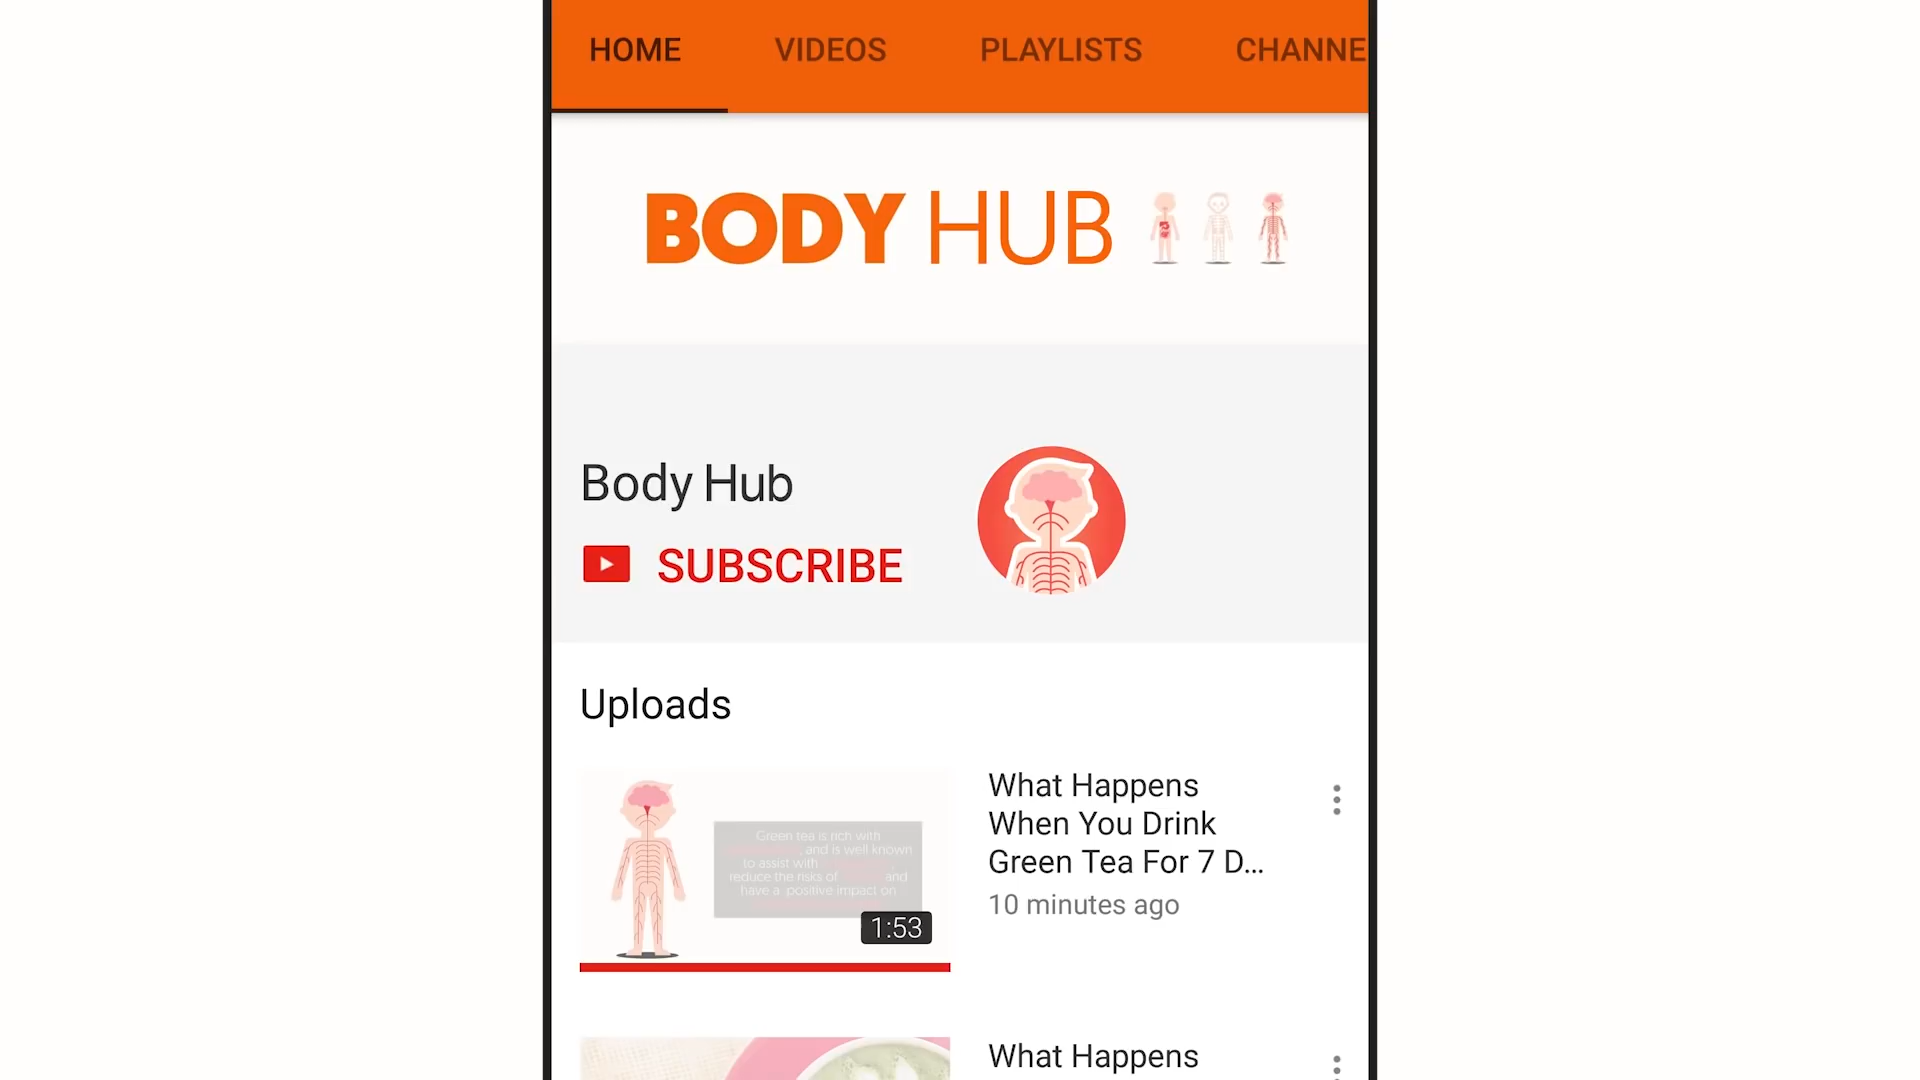 HOME VIDEOS PLAYLISTS CHANNE
BODY HUB
Body Hub
SUBSCRIBE
Uploads
Green tea is rich with
, and is well known
to assist with
reduce the risks of and
have a positive impact on
1:53
What Happens
When You Drink
Green Tea For 7 D...
10 minutes ago
What Happens